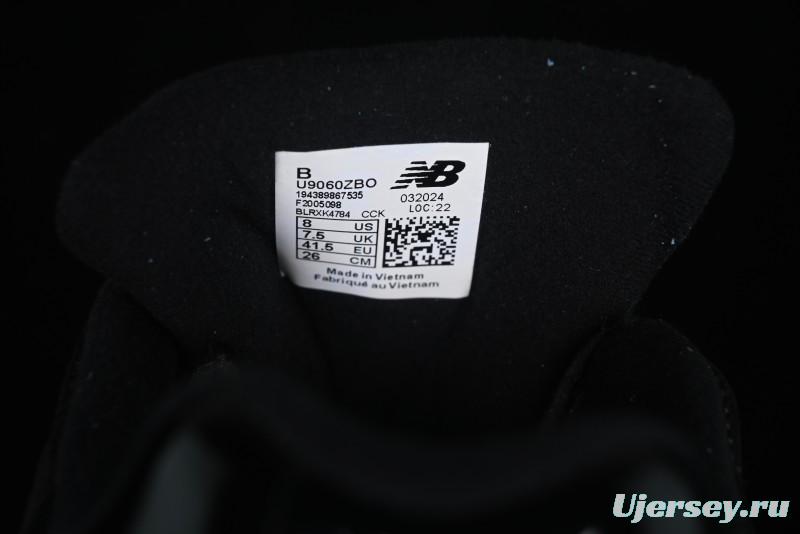 B
U9060ZBO
194389867535
F2005098
BLRXK4784 CCK
NB
032024
LOC:22
8 US
7.5 UK
41.5 EU
26 CM
Made in Vietnam
Fabriqué au Vietnam
Ujersey.ru